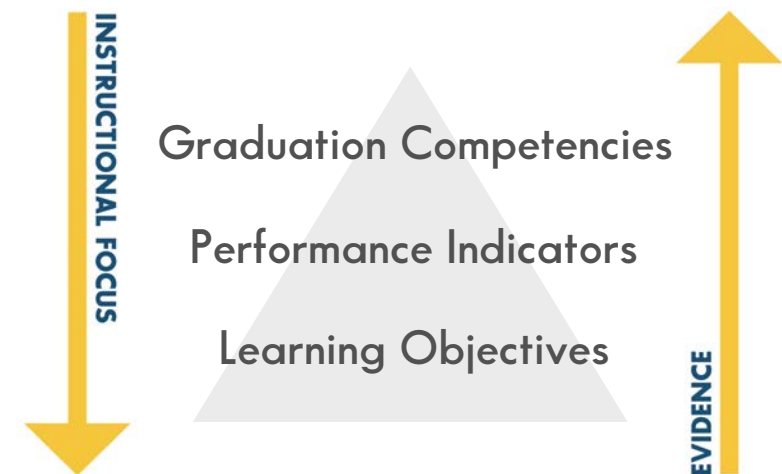 INSTRUCTIONAL FOCUS
Graduation Competencies
Performance Indicators
Learning Objectives
EVIDENCE